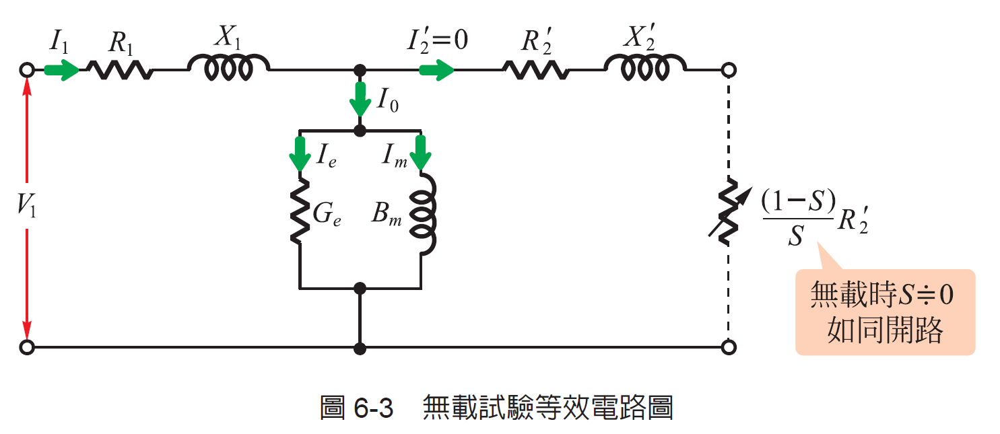 I₁
R₁
X₁
I₂′=0
R₂′
X₂′
I₀
Iₑ
Iₘ
V₁
Gₑ
Bₘ
(1−S)/S R₂′
無載時S≑0
如同開路
圖 6-3 無載試驗等效電路圖